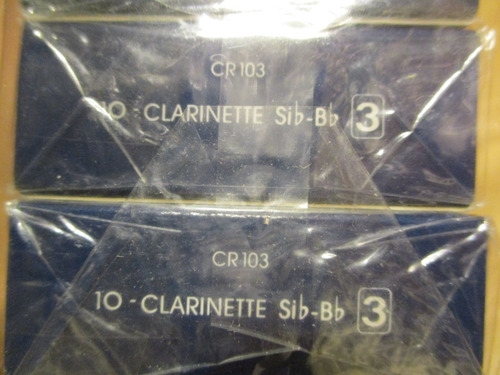 CR103
10 - CLARINETTE Sib-Bb 3
CR103
10 - CLARINETTE Sib-Bb 3